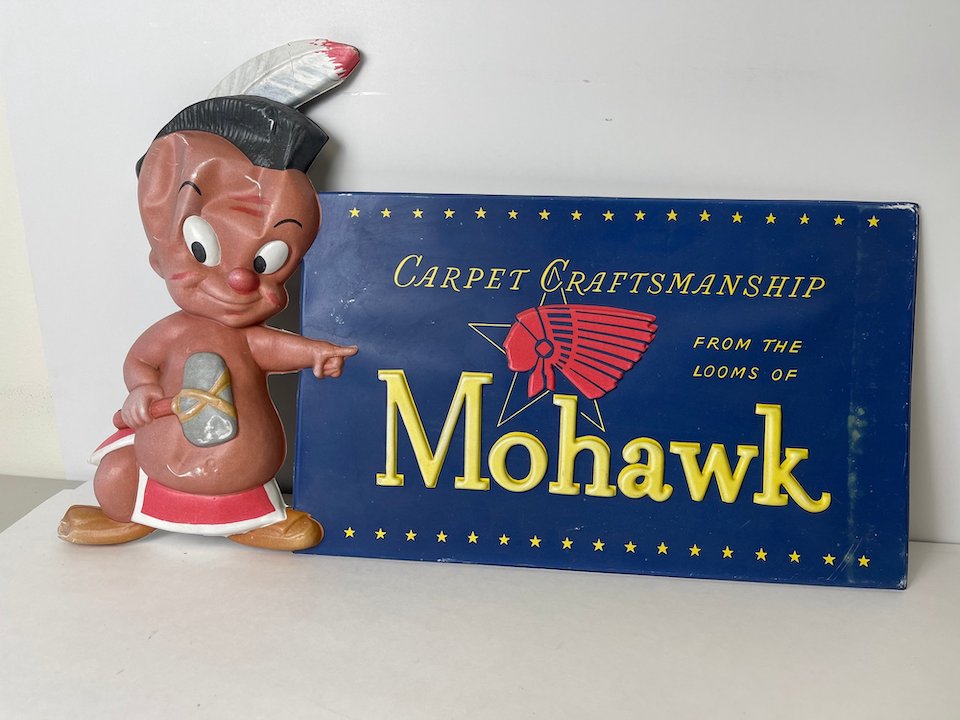 CARPET CRAFTSMANSHIP
FROM THE
LOOMS OF
Mohawk